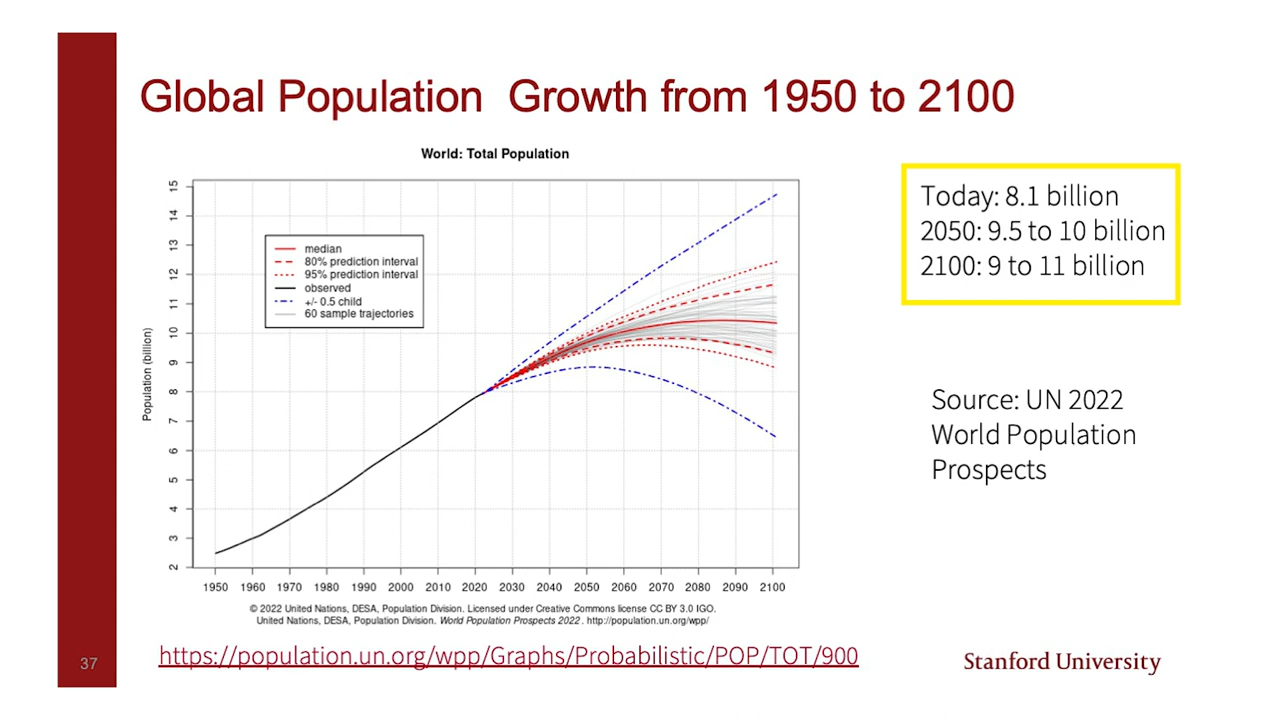 Global Population  Growth from 1950 to 2100
World: Total Population
Today: 8.1 billion
2050: 9.5 to 10 billion
2100: 9 to 11 billion
Population (billion)
15
14
13
12
11
10
9
8
7
6
5
4
3
2
median
80% prediction interval
95% prediction interval
observed
+/- 0.5 child
60 sample trajectories
1950 1960 1970 1980 1990 2000 2010 2020 2030 2040 2050 2060 2070 2080 2090 2100
© 2022 United Nations, DESA, Population Division. Licensed under Creative Commons license CC BY 3.0 IGO.
United Nations, DESA, Population Division. World Population Prospects 2022. http://population.un.org/wpp/
Source: UN 2022
World Population
Prospects
37
https://population.un.org/wpp/Graphs/Probabilistic/POP/TOT/900
Stanford University